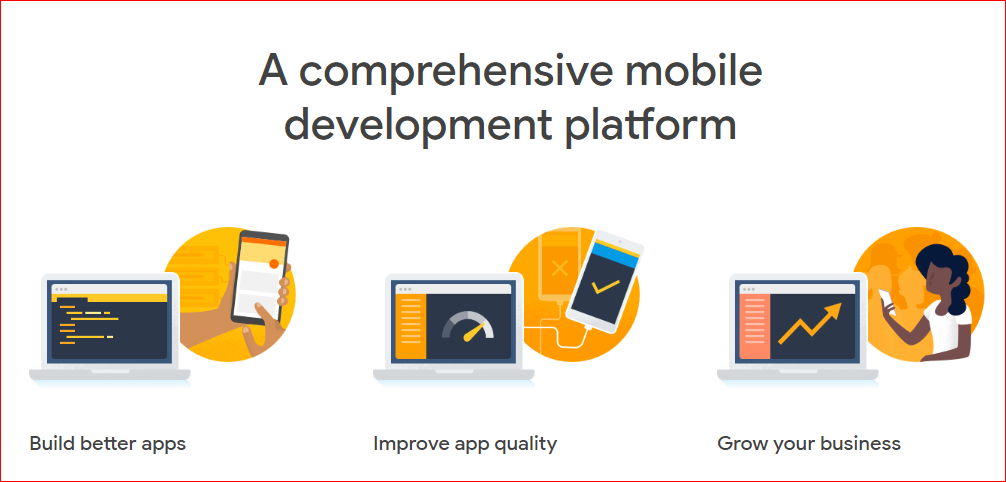 A comprehensive mobile
development platform
Build better apps
Improve app quality
Grow your business